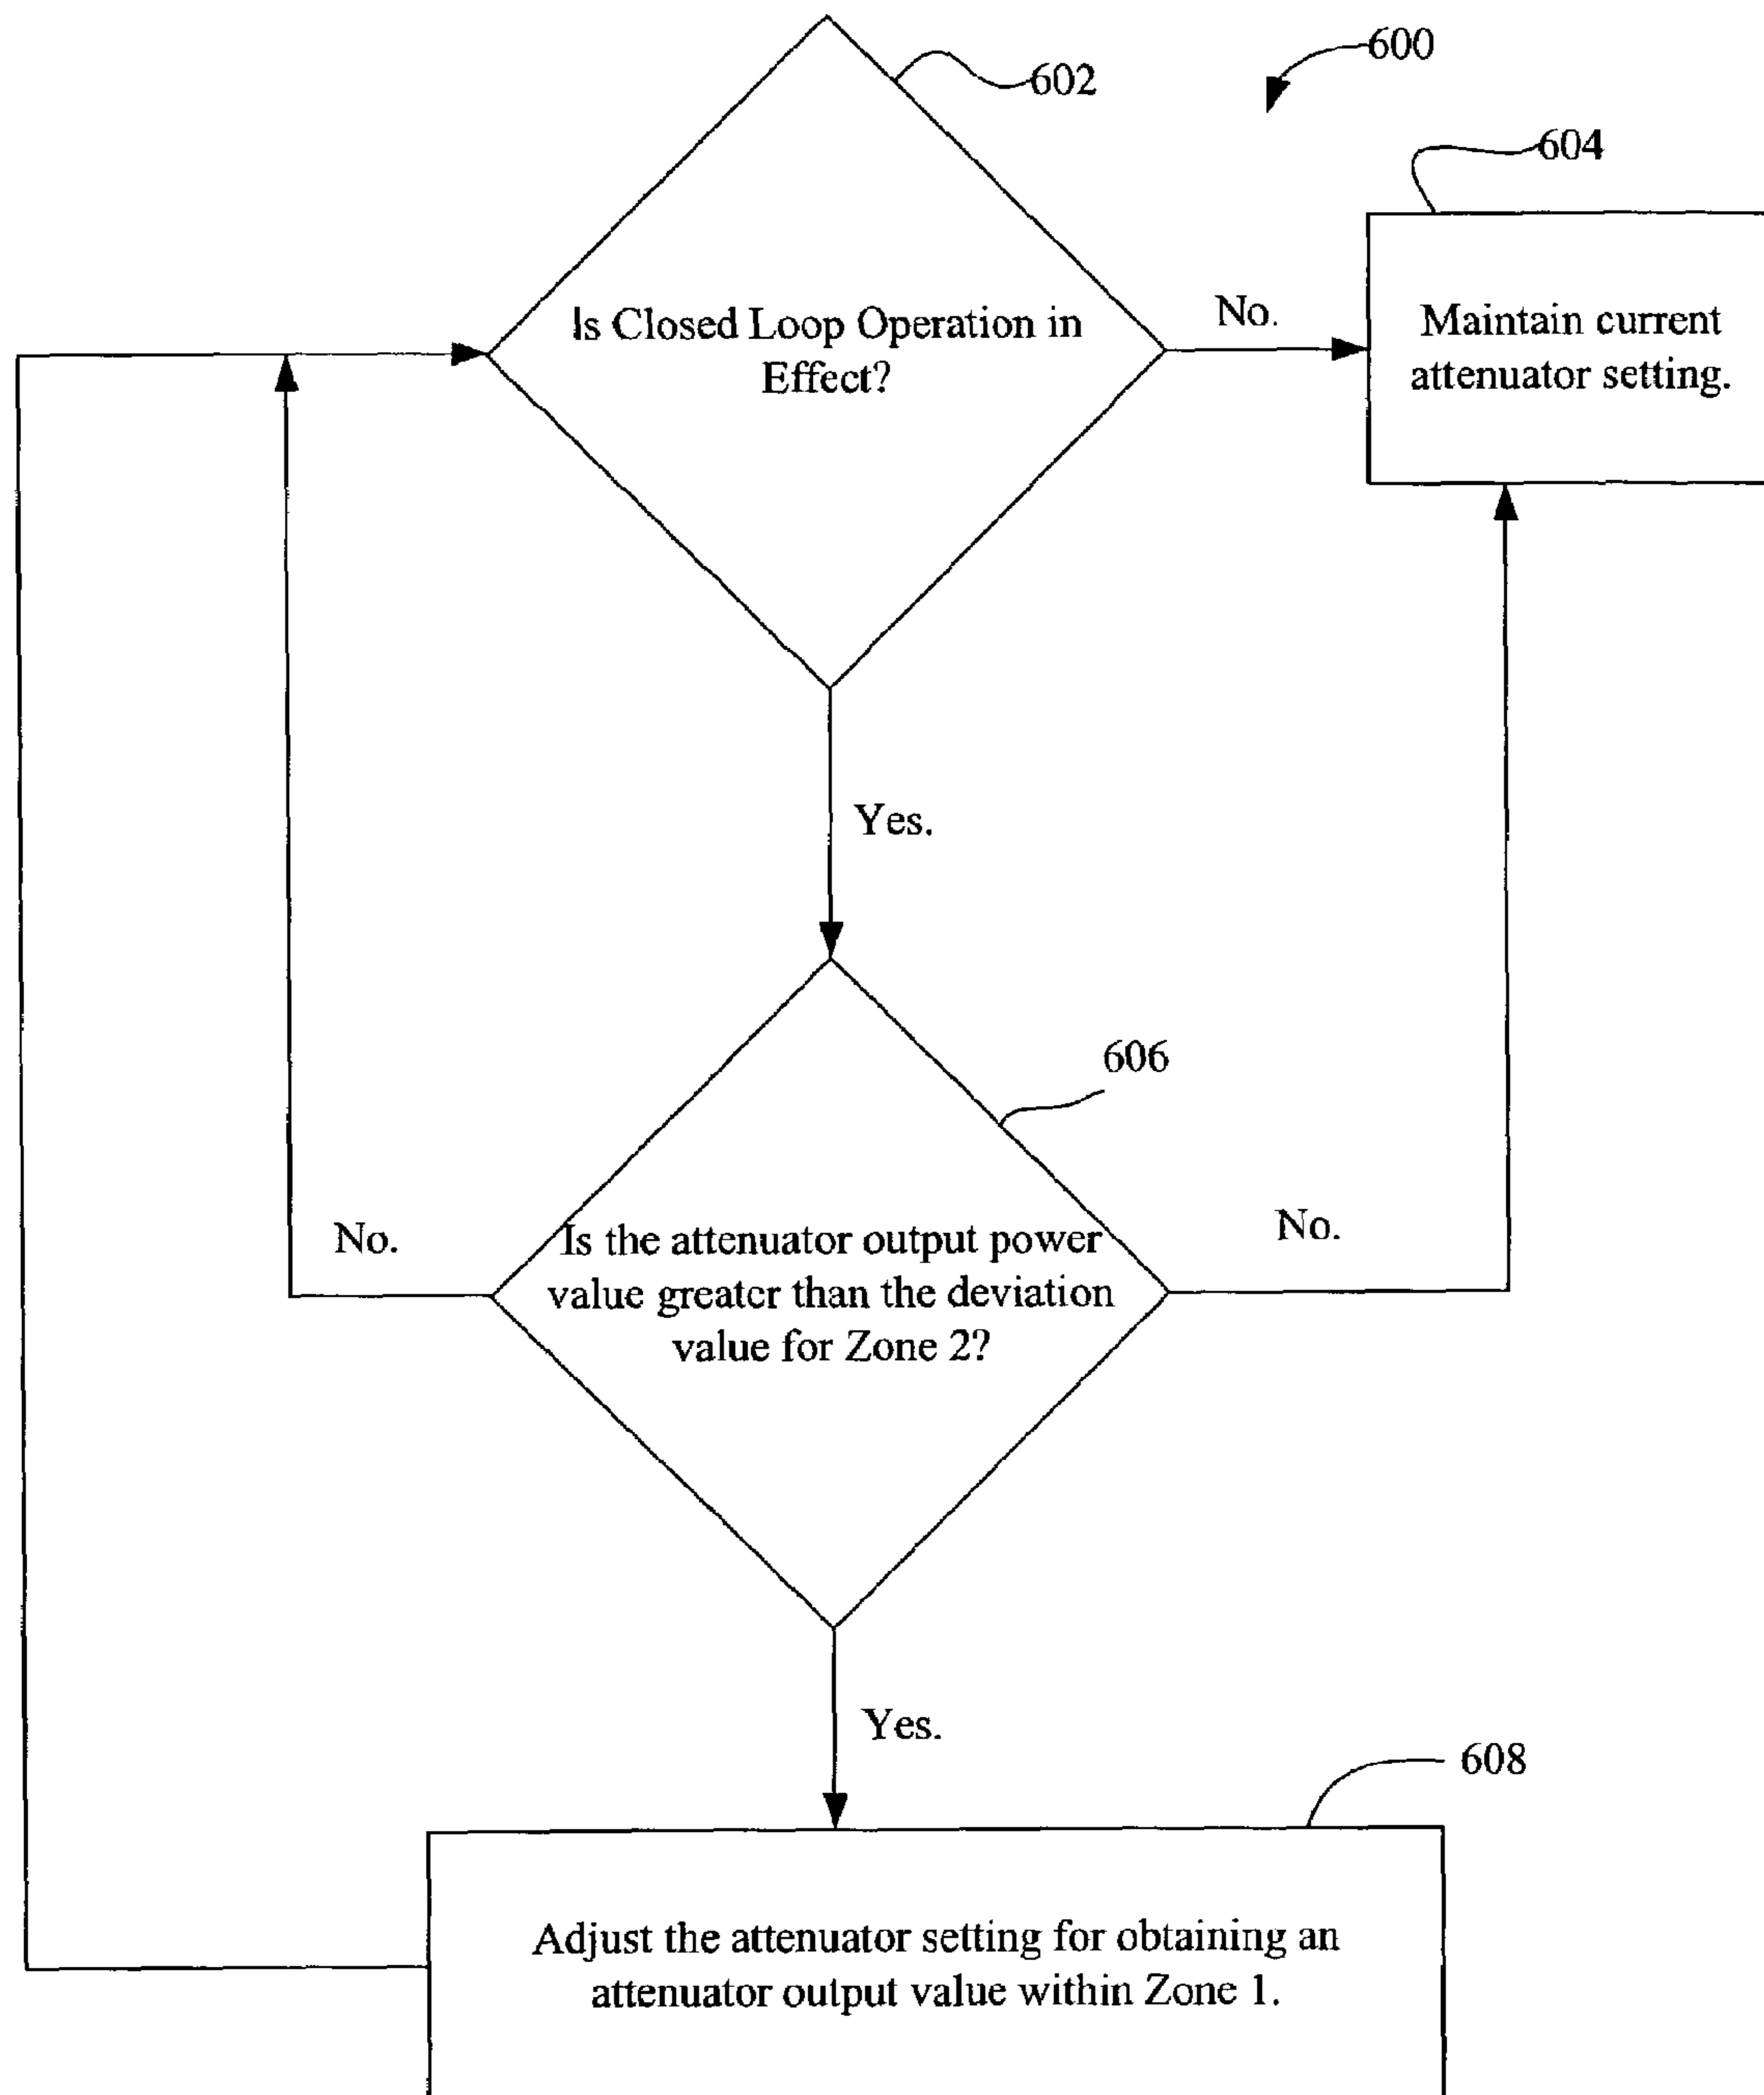 600
602
604
Is Closed Loop Operation in
Effect?
No.
Maintain current
attenuator setting.
Yes.
606
No.
Is the attenuator output power
value greater than the deviation
value for Zone 2?
No.
Yes.
608
Adjust the attenuator setting for obtaining an
attenuator output value within Zone 1.